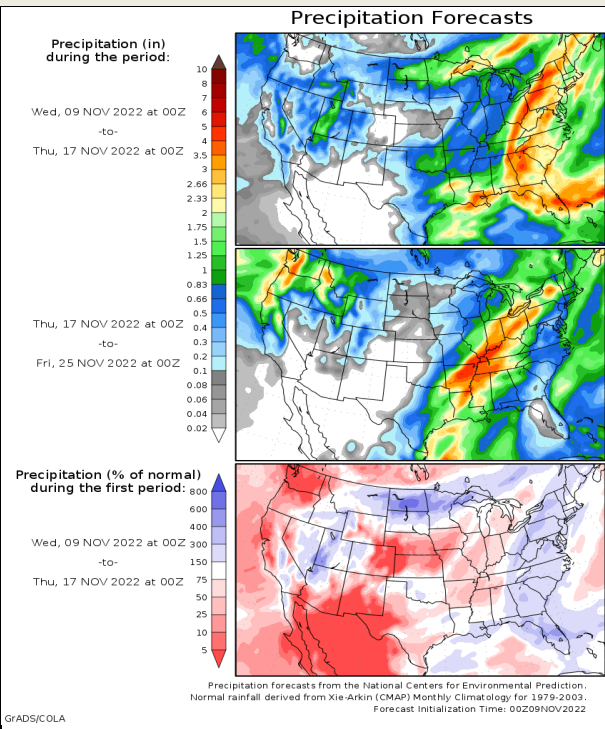 Precipitation Forecasts
Precipitation (in)
during the period:
Wed, 09 NOV 2022 at 00Z
-to-
Thu, 17 NOV 2022 at 00Z
10
8
7
6
5
4
3.5
3
2.66
2.33
2
1.75
1.5
1.25
1
0.83
0.66
0.5
0.4
0.3
0.2
0.1
0.08
0.06
0.04
0.02
Thu, 17 NOV 2022 at 00Z
-to-
Fri, 25 NOV 2022 at 00Z
Precipitation (% of normal)
during the first period:
Wed, 09 NOV 2022 at 00Z
-to-
Thu, 17 NOV 2022 at 00Z
800
600
400
300
150
75
50
25
10
5
Precipitation forecasts from the National Centers for Environmental Prediction.
Normal rainfall derived from Xie-Arkin (CMAP) Monthly Climatology for 1979-2003.
Forecast Initialization Time: 00Z09NOV2022
GrADS/COLA